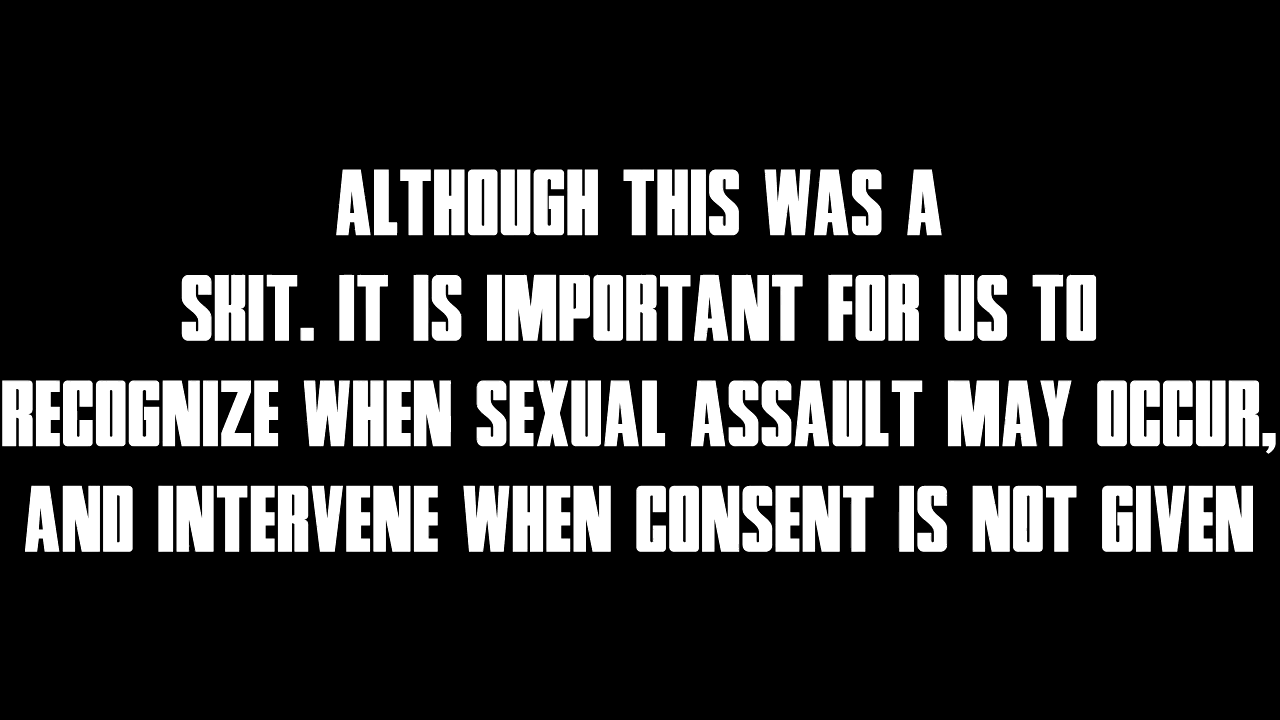 ALTHOUGH THIS WAS A
SKIT. IT IS IMPORTANT FOR US TO
RECOGNIZE WHEN SEXUAL ASSAULT MAY OCCUR,
AND INTERVENE WHEN CONSENT IS NOT GIVEN